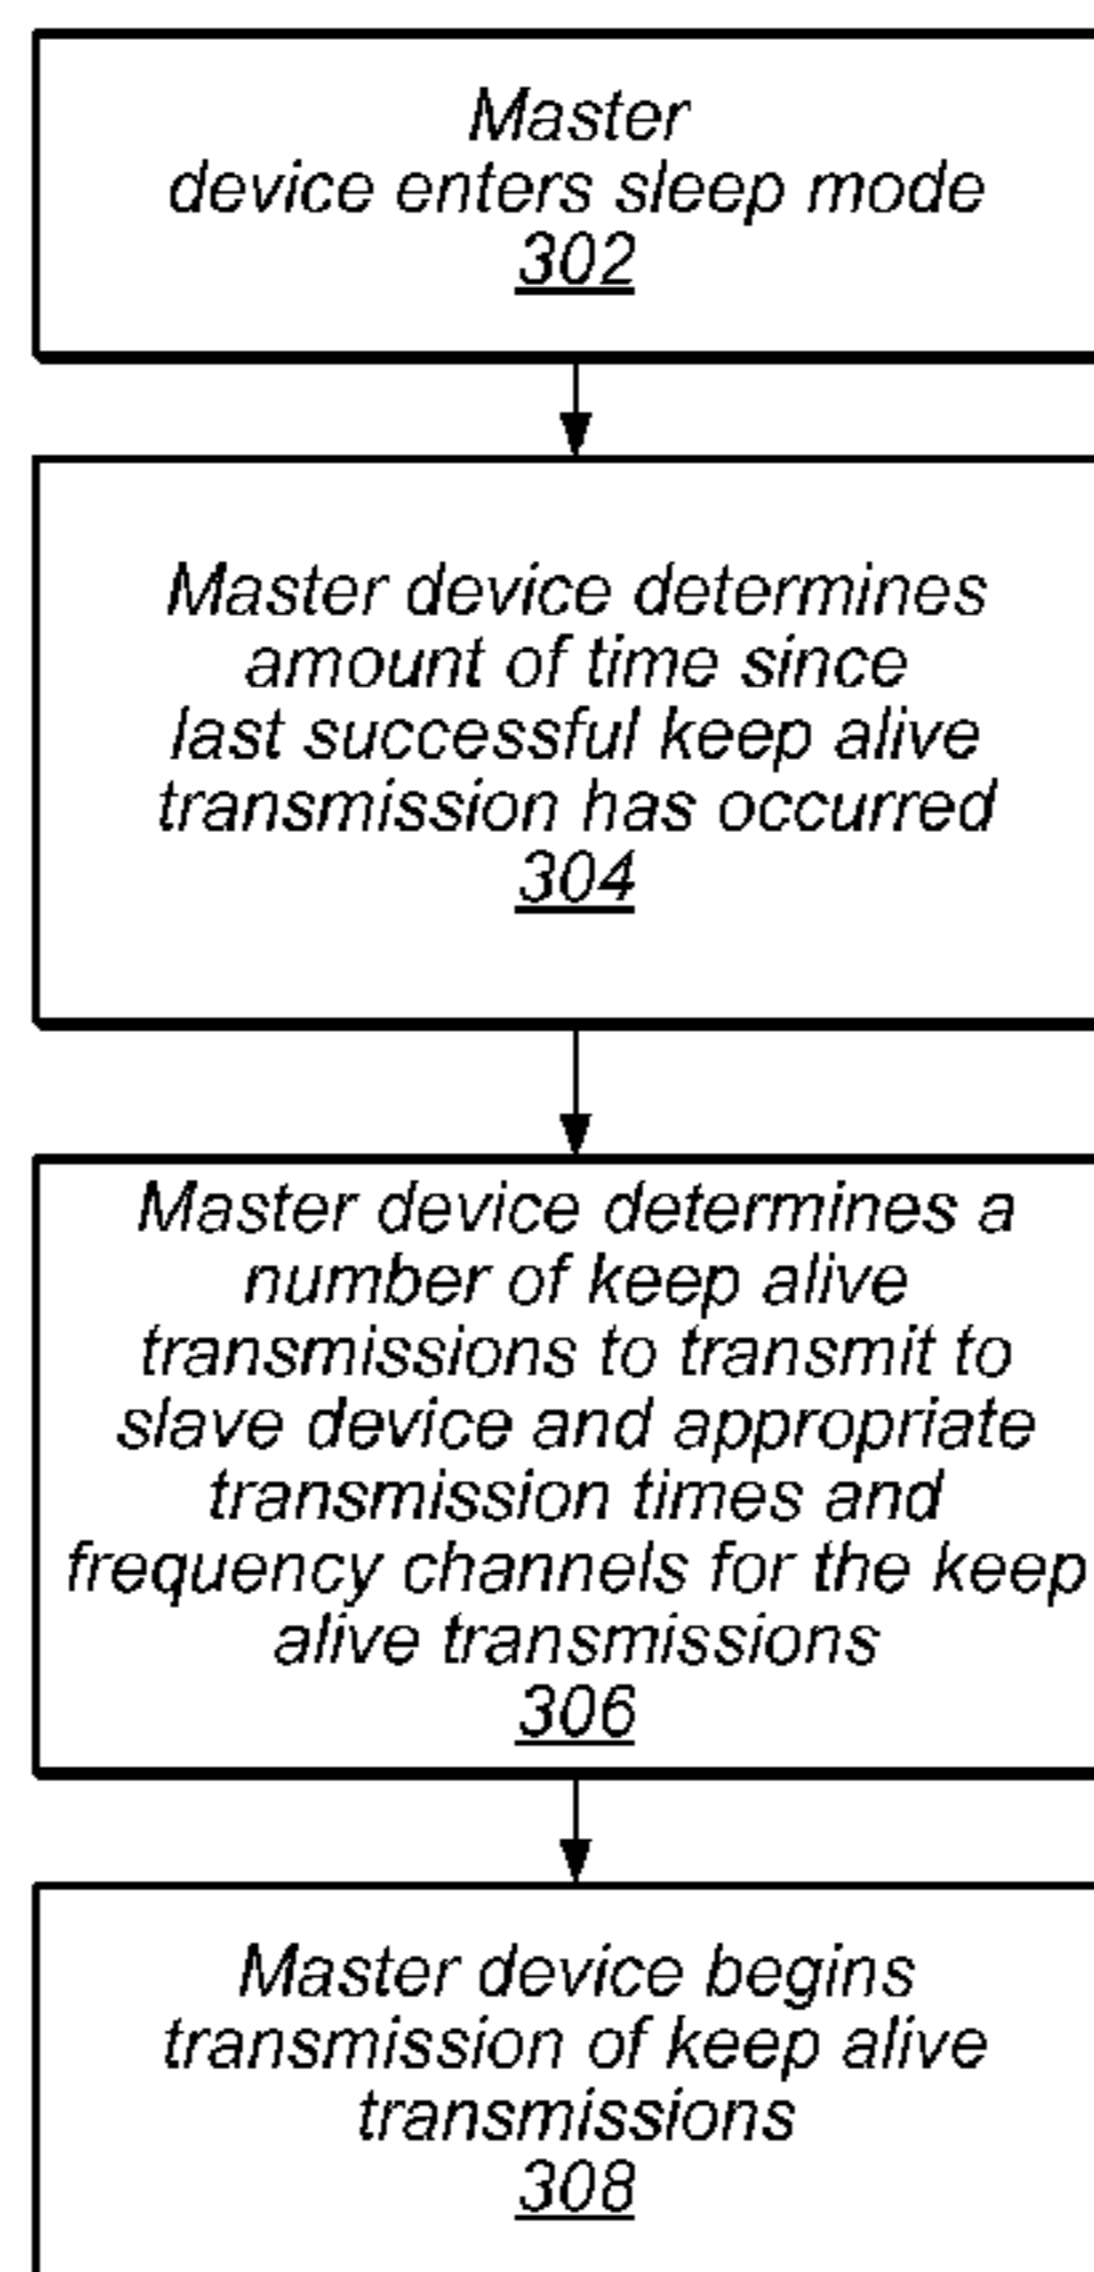 Master
device enters sleep mode
302
Master device determines
amount of time since
last successful keep alive
transmission has occurred
304
Master device determines a
number of keep alive
transmissions to transmit to
slave device and appropriate
transmission times and
frequency channels for the keep
alive transmissions
306
Master device begins
transmission of keep alive
transmissions
308